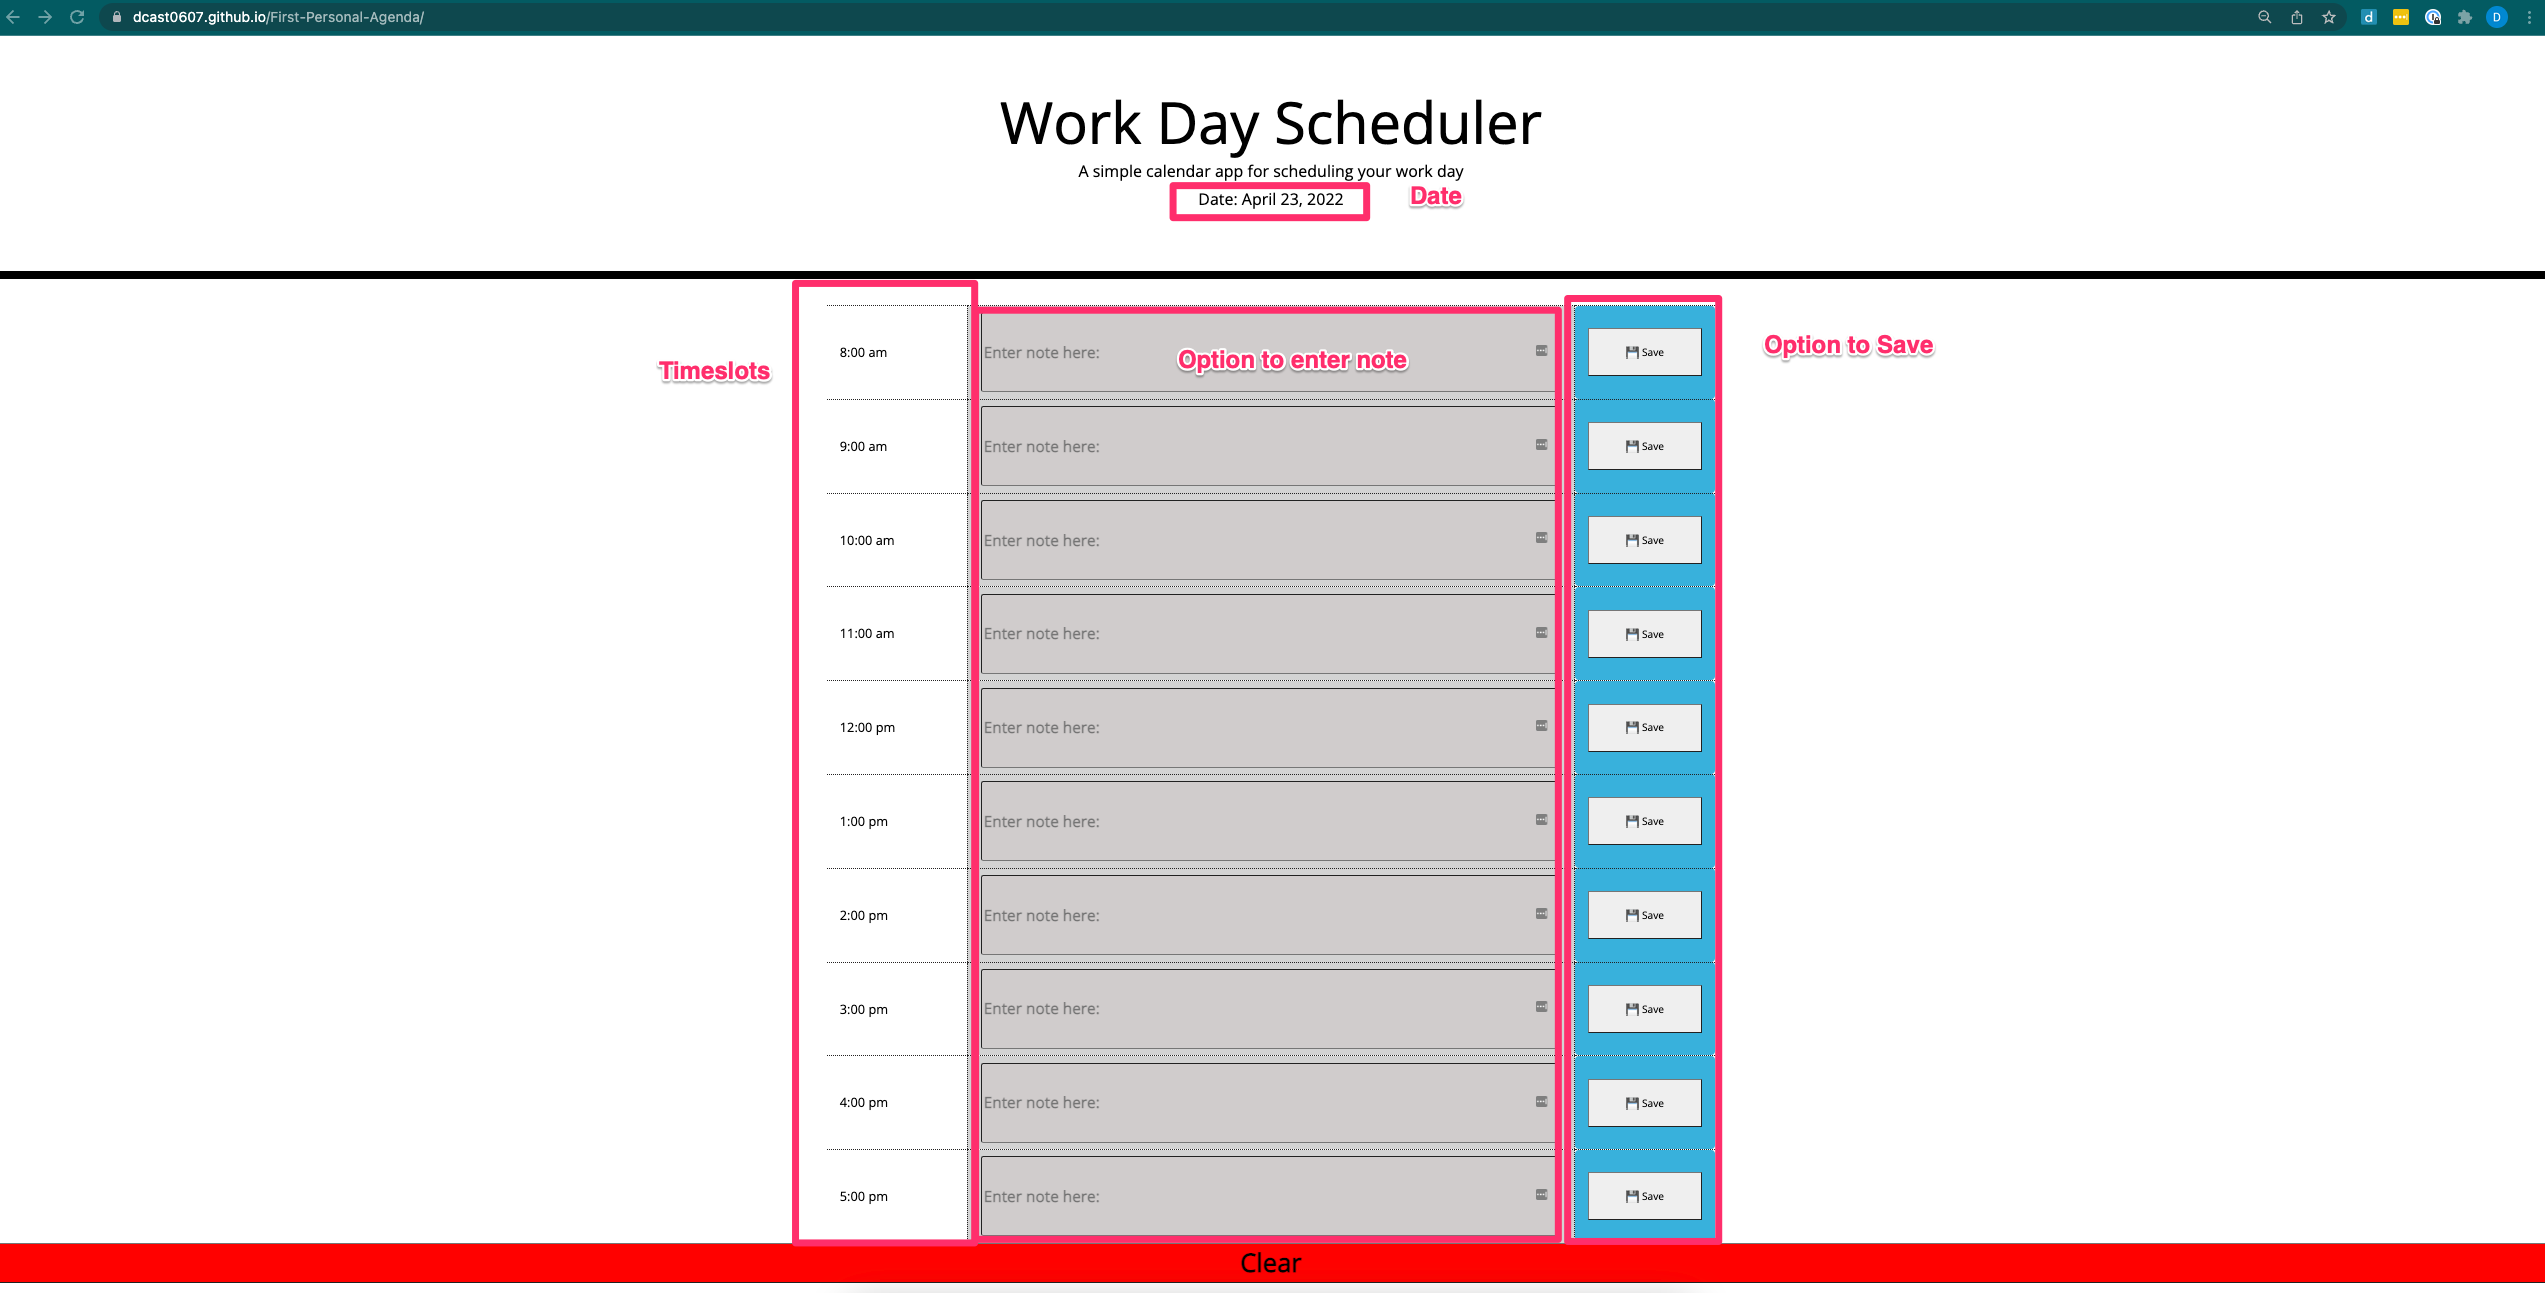 dcast0607.github.io/First-Personal-Agenda/
d
D
Work Day Scheduler
A simple calendar app for scheduling your work day
Date: April 23, 2022
Date
Timeslots
8:00 am
Enter note here:
Option to enter note
Save
Option to Save
9:00 am
Enter note here:
Save
10:00 am
Enter note here:
Save
11:00 am
Enter note here:
Save
12:00 pm
Enter note here:
Save
1:00 pm
Enter note here:
Save
2:00 pm
Enter note here:
Save
3:00 pm
Enter note here:
Save
4:00 pm
Enter note here:
Save
5:00 pm
Enter note here:
Save
Clear